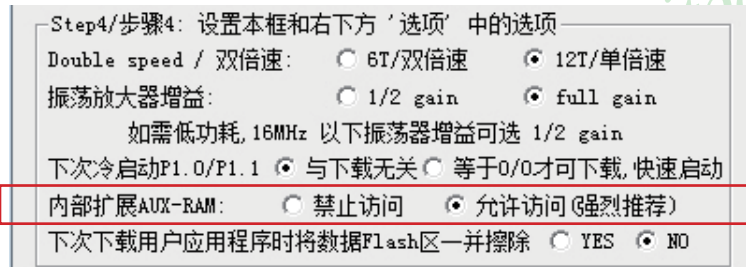 Step4/步骤4: 设置本框和右下方‘选项’ 中的选项
Double speed / 双倍速: 6T/双倍速 12T/单倍速
振荡放大器增益: 1/2 gain full gain
如需低功耗,16MHz 以下振荡器增益可选 1/2 gain
下次冷启动P1.0/P1.1 与下载无关 等于0/0才可下载,快速启动
内部扩展AUX-RAM: 禁止访问 允许访问(强烈推荐)
下次下载用户应用程序时将数据Flash区一并擦除 YES NO